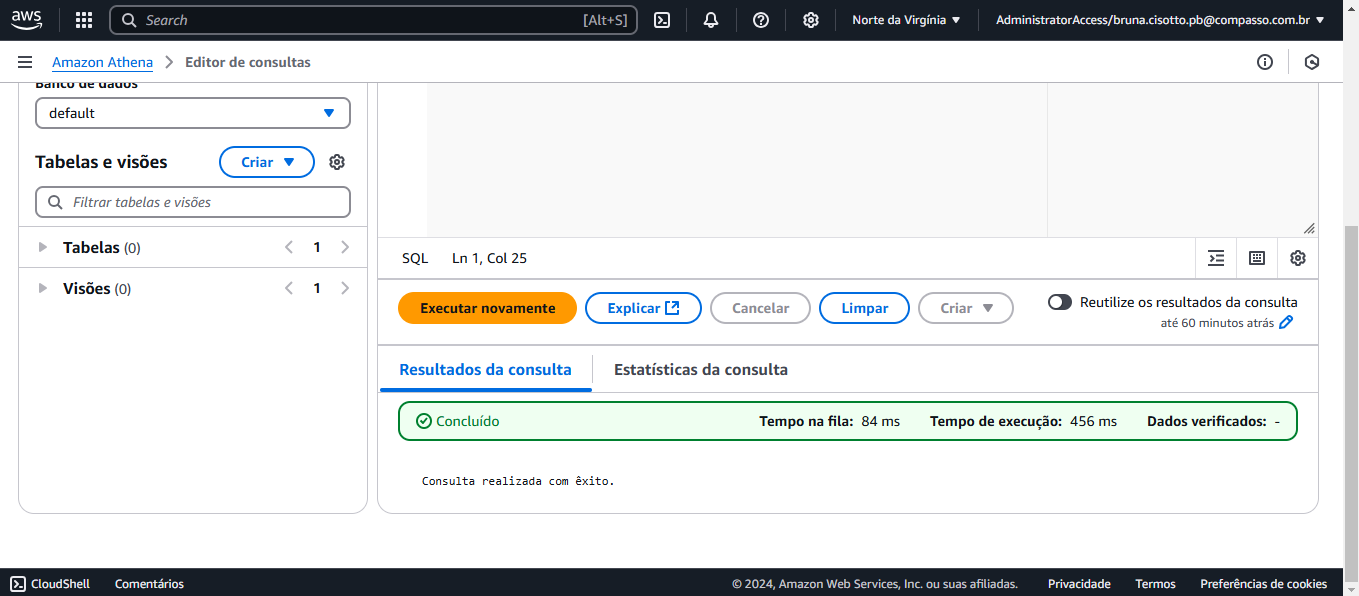 aws
Search [Alt+S]
Norte da Virgínia
AdministratorAccess/bruna.cisotto.pb@compasso.com.br
Amazon Athena
Editor de consultas
Banco de dados
default
Tabelas e visões
Criar
Filtrar tabelas e visões
Tabelas (0) 1
Visões (0) 1
SQL Ln 1, Col 25
Executar novamente
Explicar
Cancelar
Limpar
Criar
Reutilize os resultados da consulta
até 60 minutos atrás
Resultados da consulta
Estatísticas da consulta
Concluído
Tempo na fila: 84 ms
Tempo de execução: 456 ms
Dados verificados: -
Consulta realizada com êxito.
CloudShell
Comentários
© 2024, Amazon Web Services, Inc. ou suas afiliadas.
Privacidade
Termos
Preferências de cookies